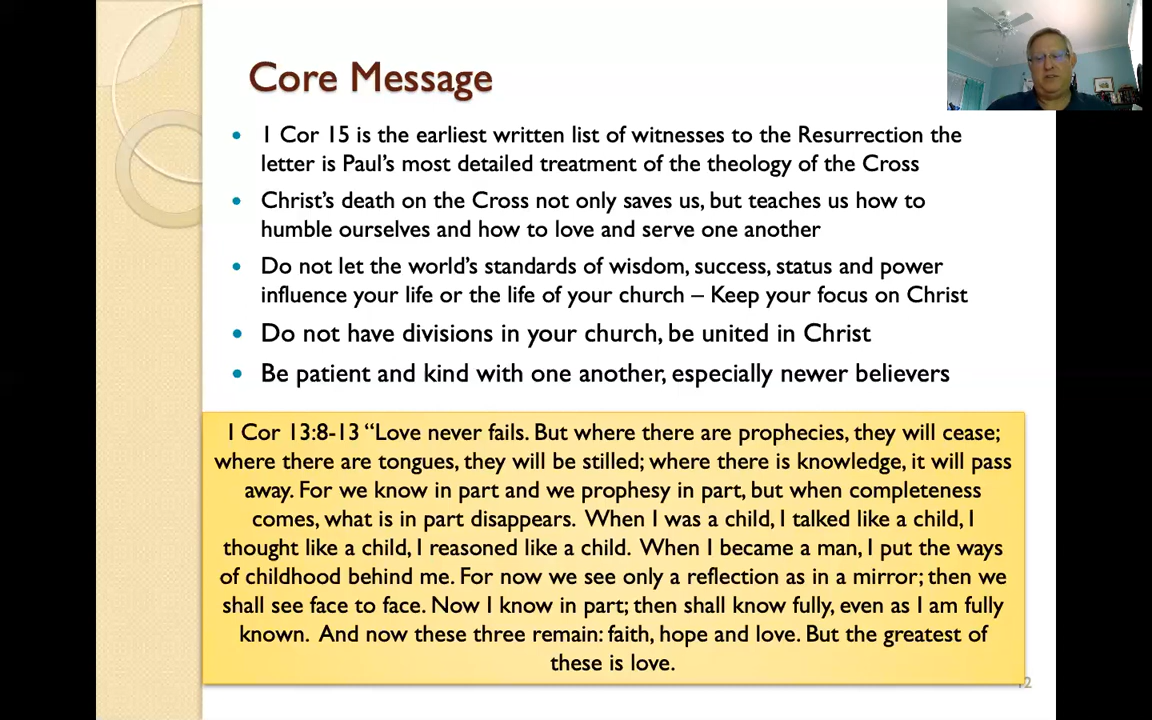 Core Message
• 1 Cor 15 is the earliest written list of witnesses to the Resurrection the
letter is Paul's most detailed treatment of the theology of the Cross
• Christ's death on the Cross not only saves us, but teaches us how to
humble ourselves and how to love and serve one another
• Do not let the world's standards of wisdom, success, status and power
influence your life or the life of your church – Keep your focus on Christ
• Do not have divisions in your church, be united in Christ
• Be patient and kind with one another, especially newer believers
1 Cor 13:8-13 “Love never fails. But where there are prophecies, they will cease;
where there are tongues, they will be stilled; where there is knowledge, it will pass
away. For we know in part and we prophesy in part, but when completeness
comes, what is in part disappears. When I was a child, I talked like a child, I
thought like a child, I reasoned like a child. When I became a man, I put the ways
of childhood behind me. For now we see only a reflection as in a mirror; then we
shall see face to face. Now I know in part; then shall know fully, even as I am fully
known. And now these three remain: faith, hope and love. But the greatest of
these is love.
12